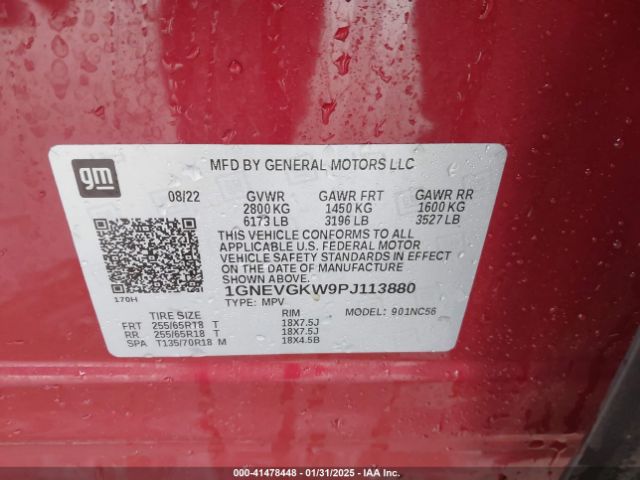 gm
MFD BY GENERAL MOTORS LLC
08/22 GVWR GAWR FRT GAWR RR
2800 KG 1450 KG 1600 KG
6173 LB 3196 LB 3527 LB
THIS VEHICLE CONFORMS TO ALL
APPLICABLE U.S. FEDERAL MOTOR
VEHICLE SAFETY STANDARDS IN EFFECT
ON THE DATE OF MANUFACTURE
SHOWN ABOVE.
1GNEVGKW9PJ113880
170H TYPE: MPV
TIRE SIZE RIM MODEL: 901NC56
FRT 255/65R18 T 18X7.5J
RR 255/65R18 T 18X7.5J
SPA T135/70R18 M 18X4.5B
000-41478448 - 01/31/2025 - IAA Inc. Copyright